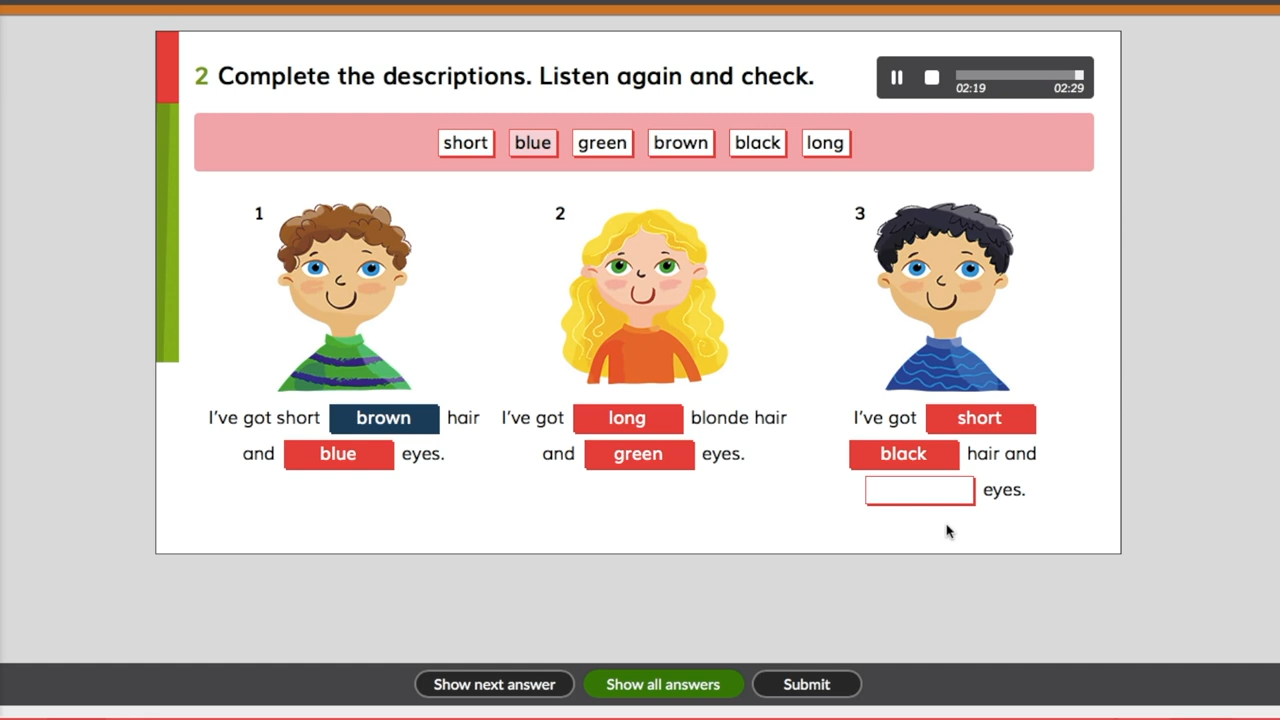 2 Complete the descriptions. Listen again and check.
02:19 02:29
short blue green brown black long
1
I've got short brown hair
and blue eyes.
2
I've got long blonde hair
and green eyes.
3
I've got short
black hair and
eyes.
Show next answer Show all answers Submit